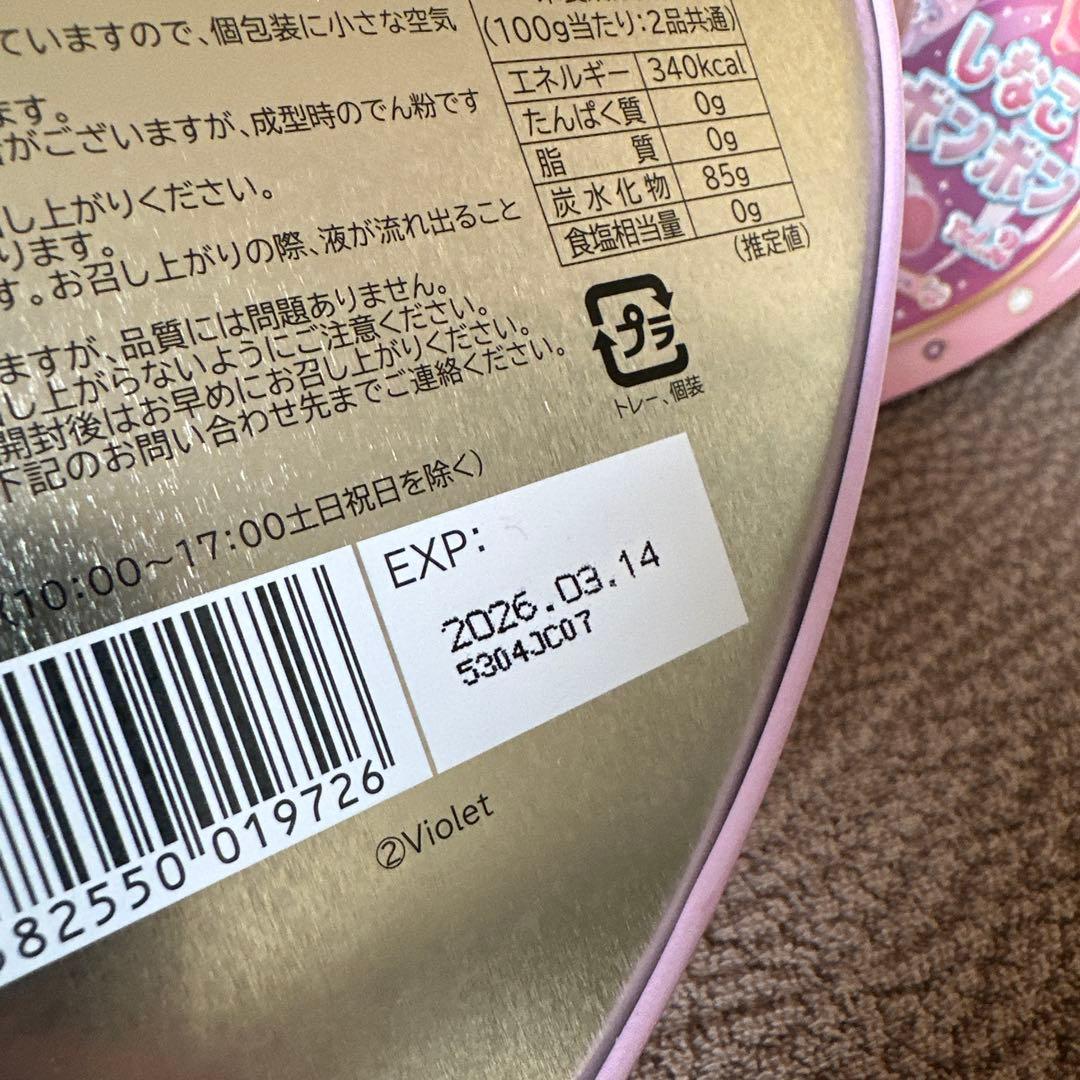 ていますので、個包装に小さな空気
ます。
がございますが、成型時のでん粉です
し上がりください。
ります。
す。お召し上がりの際、液が流れ出ること
ますが、品質には問題ありません。
し上がらないようにご注意ください。
開封後はお早めにお召し上がりください。
下記のお問い合わせ先までご連絡ください。
(10:00～17:00土日祝日を除く)
(100g当たり:2品共通)
エネルギー 340kcal
たんぱく質 0g
脂質 0g
炭水化物 85g
食塩相当量 0g
(推定値)
プラ
トレー、個装
EXP:
2026.03.14
5304JC07
82550 019726
②Violet
しなこ
ボンボン